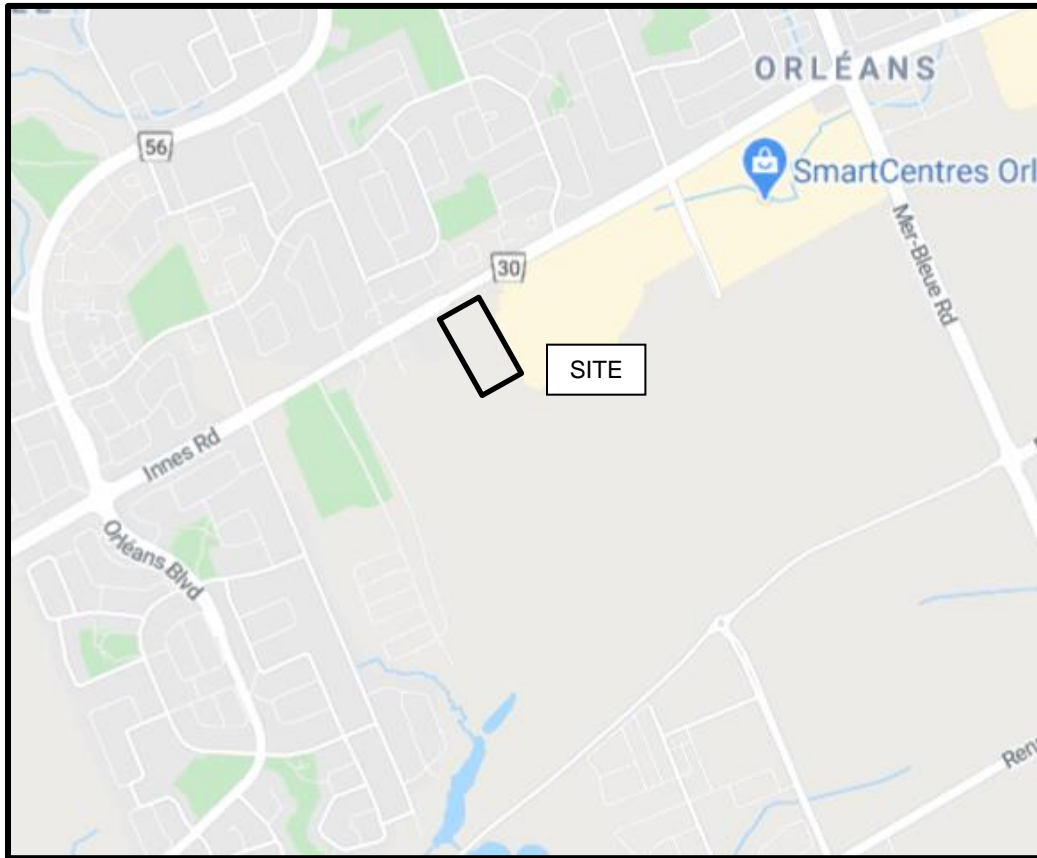 ORLÉANS
56
SmartCentres Orl
Mer-Bleue Rd
30
SITE
Innes Rd
Orléans Blvd
Ren